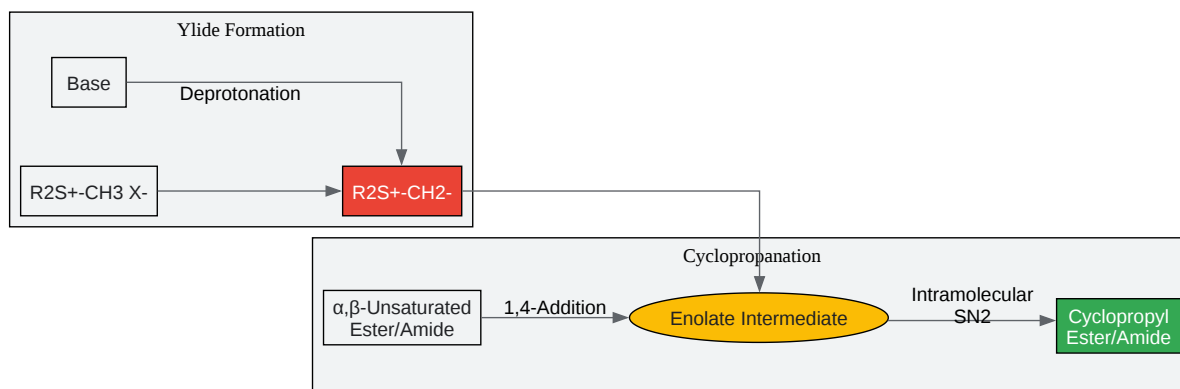 Ylide Formation
Base
Deprotonation
R2S+-CH3 X-
R2S+-CH2-
Cyclopropanation
α,β-Unsaturated
Ester/Amide
1,4-Addition
Enolate Intermediate
Intramolecular
SN2
Cyclopropyl
Ester/Amide